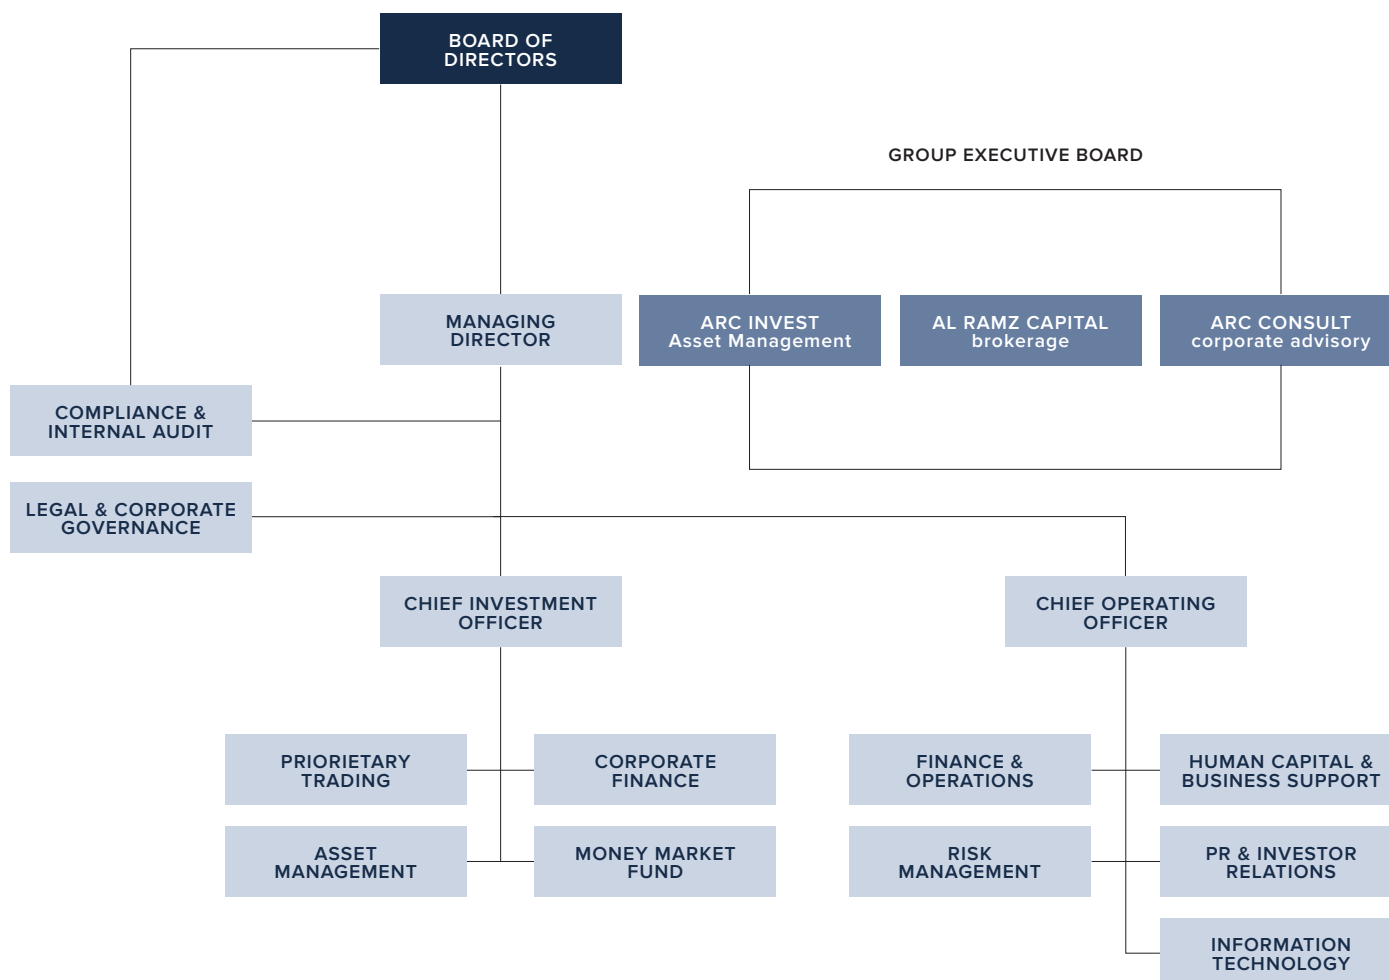 BOARD OF
DIRECTORS
GROUP EXECUTIVE BOARD
MANAGING
DIRECTOR
ARC INVEST
Asset Management
AL RAMZ CAPITAL
brokerage
ARC CONSULT
corporate advisory
COMPLIANCE &
INTERNAL AUDIT
LEGAL & CORPORATE
GOVERNANCE
CHIEF INVESTMENT
OFFICER
CHIEF OPERATING
OFFICER
PRIORIETARY
TRADING
CORPORATE
FINANCE
FINANCE &
OPERATIONS
HUMAN CAPITAL &
BUSINESS SUPPORT
ASSET
MANAGEMENT
MONEY MARKET
FUND
RISK
MANAGEMENT
PR & INVESTOR
RELATIONS
INFORMATION
TECHNOLOGY